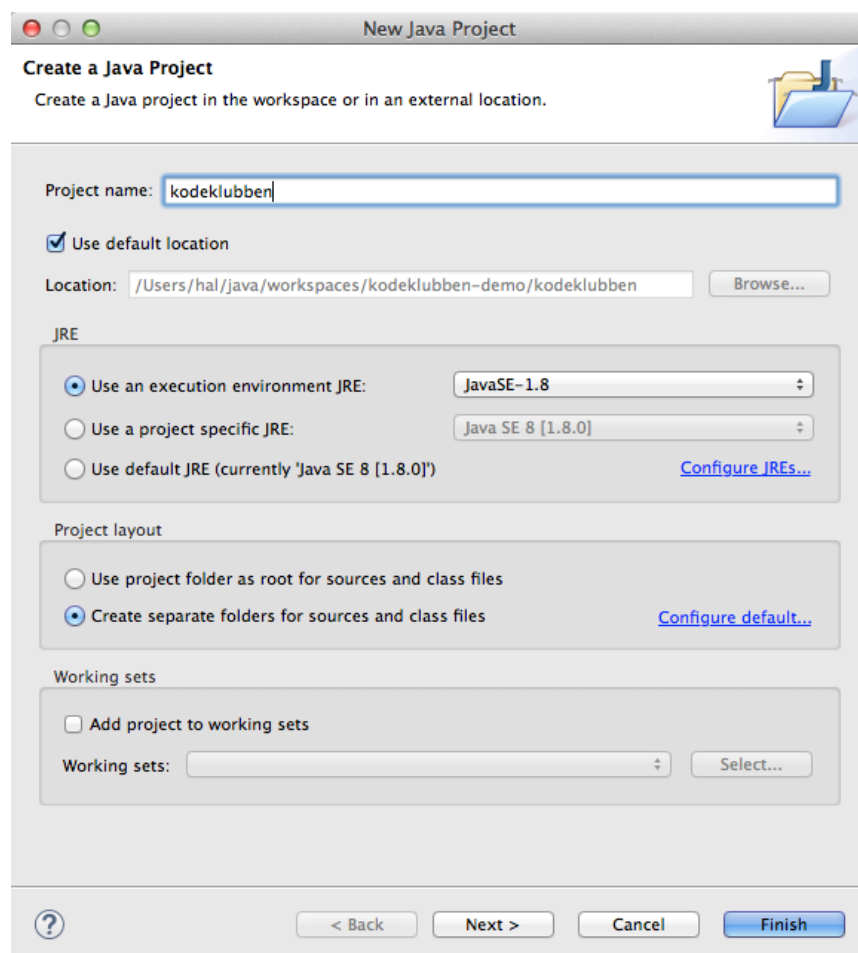 New Java Project
Create a Java Project
Create a Java project in the workspace or in an external location.
Project name: kodeklubben
Use default location
Location: /Users/hal/java/workspaces/kodeklubben-demo/kodeklubben Browse...
JRE
Use an execution environment JRE: JavaSE-1.8
Use a project specific JRE: Java SE 8 [1.8.0]
Use default JRE (currently 'Java SE 8 [1.8.0]') Configure JREs...
Project layout
Use project folder as root for sources and class files
Create separate folders for sources and class files Configure default...
Working sets
Add project to working sets
Working sets: Select...
? < Back Next > Cancel Finish